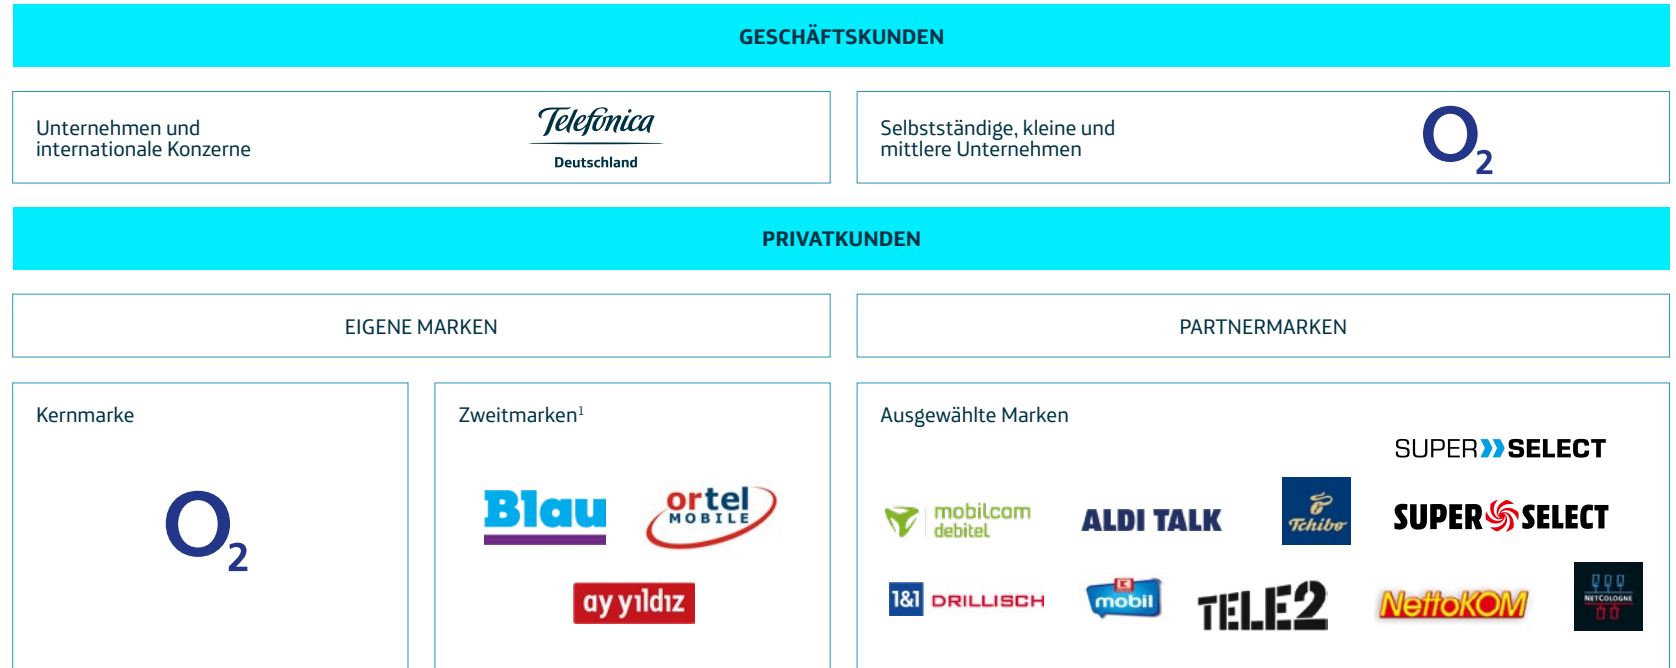 GESCHÄFTSKUNDEN
Unternehmen und
internationale Konzerne
Telefónica
Deutschland
Selbstständige, kleine und
mittlere Unternehmen
O2
PRIVATKUNDEN
EIGENE MARKEN
PARTNERMARKEN
Kernmarke
O2
Zweitmarken¹
Blau
ortel
MOBILE
ay yıldız
Ausgewählte Marken
SUPER SELECT
mobilcom
debitel
ALDI TALK
Tchibo
SUPER SELECT
1&1 DRILLISCH
K
mobil
TELE2
NettoKOM
NETCOLOGNE